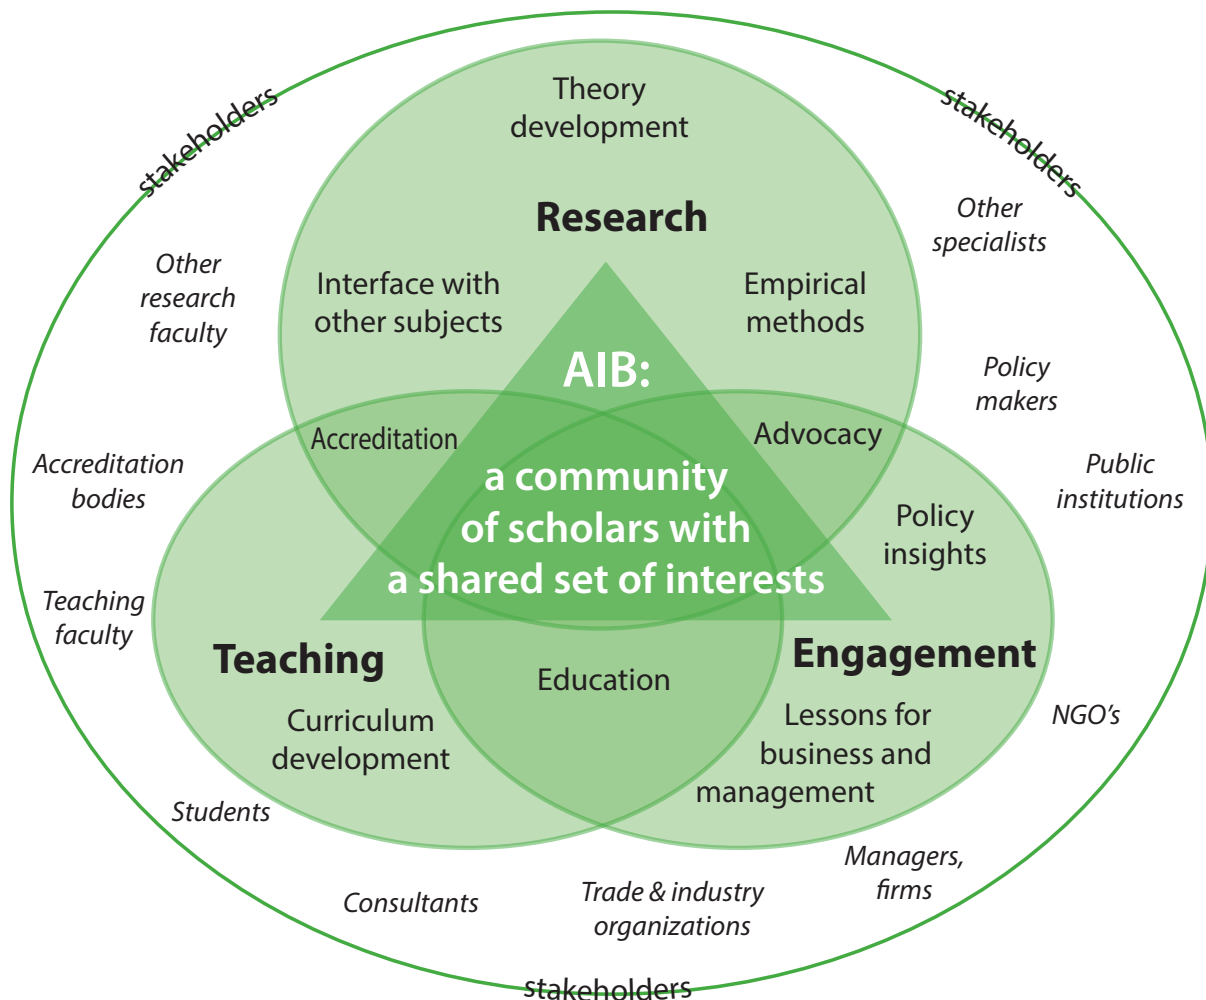 stakeholders
stakeholders
Theory
development
Research
Other
specialists
Other
research
faculty
Interface with
other subjects
Empirical
methods
AIB:
Policy
makers
Accreditation
Advocacy
Accreditation
bodies
a community
of scholars with
a shared set of interests
Public
institutions
Policy
insights
Teaching
faculty
Teaching
Engagement
Education
Curriculum
development
Lessons for
business and
management
NGO's
Students
Consultants
Trade & industry
organizations
Managers,
firms
stakeholders